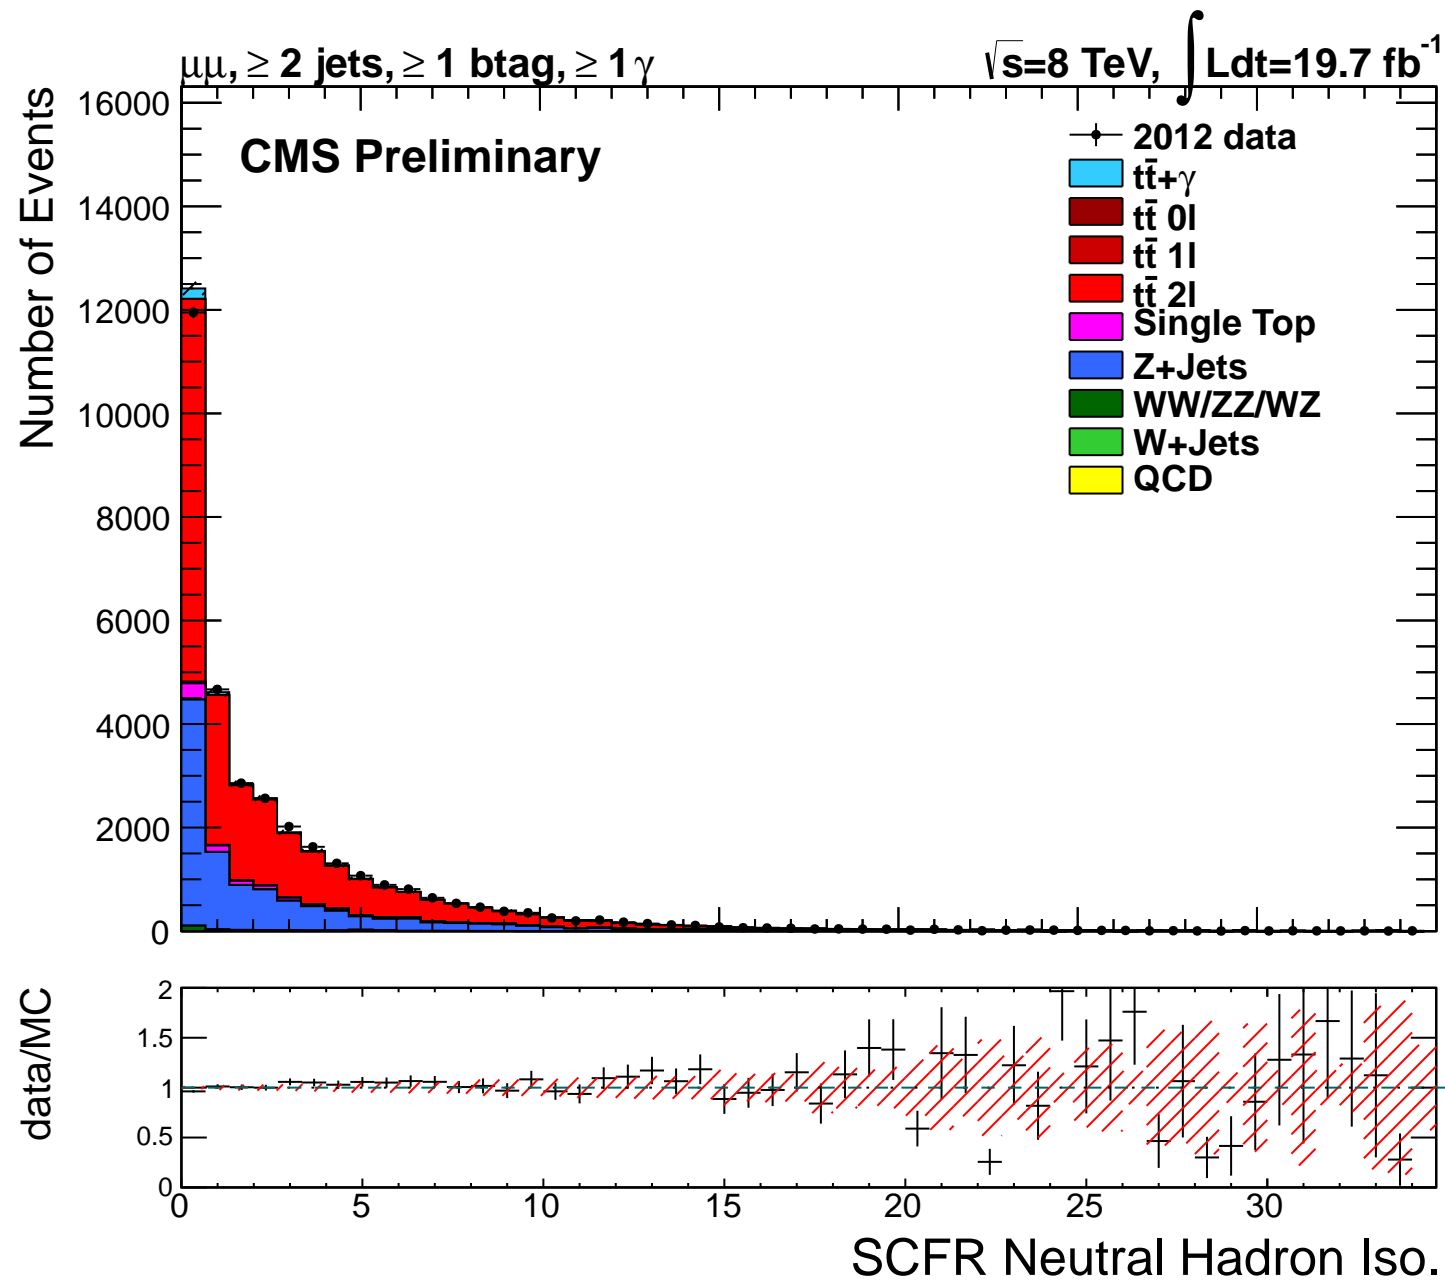 μμ, ≥ 2 jets, ≥ 1 btag, ≥ 1 γ
√s=8 TeV, ∫ Ldt=19.7 fb⁻¹
Number of Events
16000
14000
12000
10000
8000
6000
4000
2000
0
CMS Preliminary
2012 data
tt̄+γ
tt̄ 0l
tt̄ 1l
tt̄ 2l
Single Top
Z+Jets
WW/ZZ/WZ
W+Jets
QCD
data/MC
2
1.5
1
0.5
0
0 5 10 15 20 25 30
SCFR Neutral Hadron Iso.